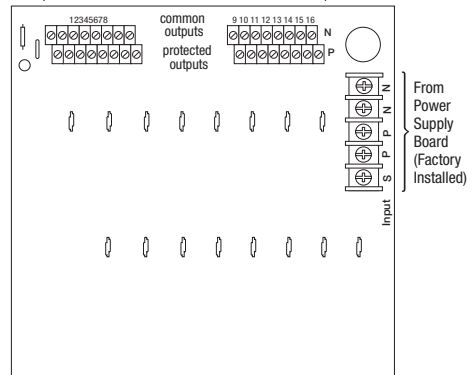 12345678
common
outputs
9 10 11 12 13 14 15 16
N
protected
outputs
P
N
N
P
P
S
Input
From
Power
Supply
Board
(Factory
Installed)